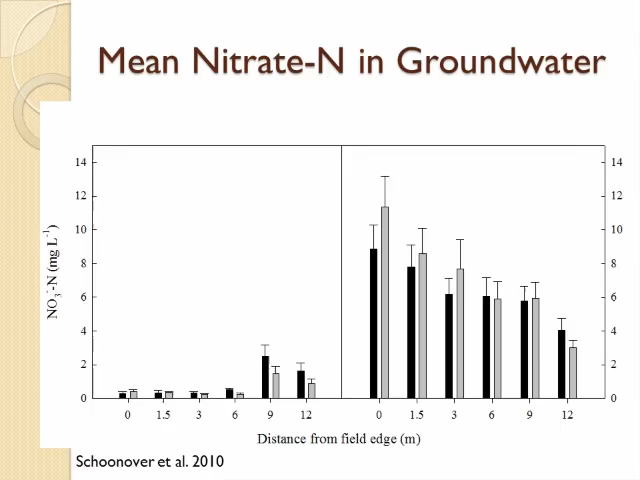 Mean Nitrate-N in Groundwater
14 14
12 12
10 10
8 8
6 6
4 4
2 2
0 0
NO3--N (mg L-1)
0 1.5 3 6 9 12 0 1.5 3 6 9 12
Distance from field edge (m)
Schoonover et al. 2010